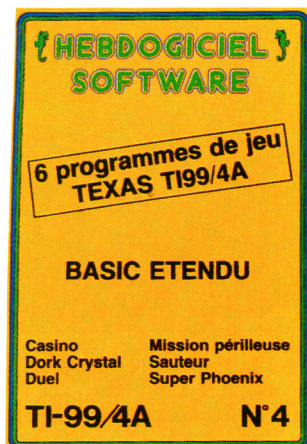 HEBDOGICIEL
SOFTWARE
6 programmes de jeu
TEXAS TI99/4A
BASIC ETENDU
Casino
Dork Crystal
Duel
Mission périlleuse
Sauteur
Super Phoenix
TI-99/4A N°4